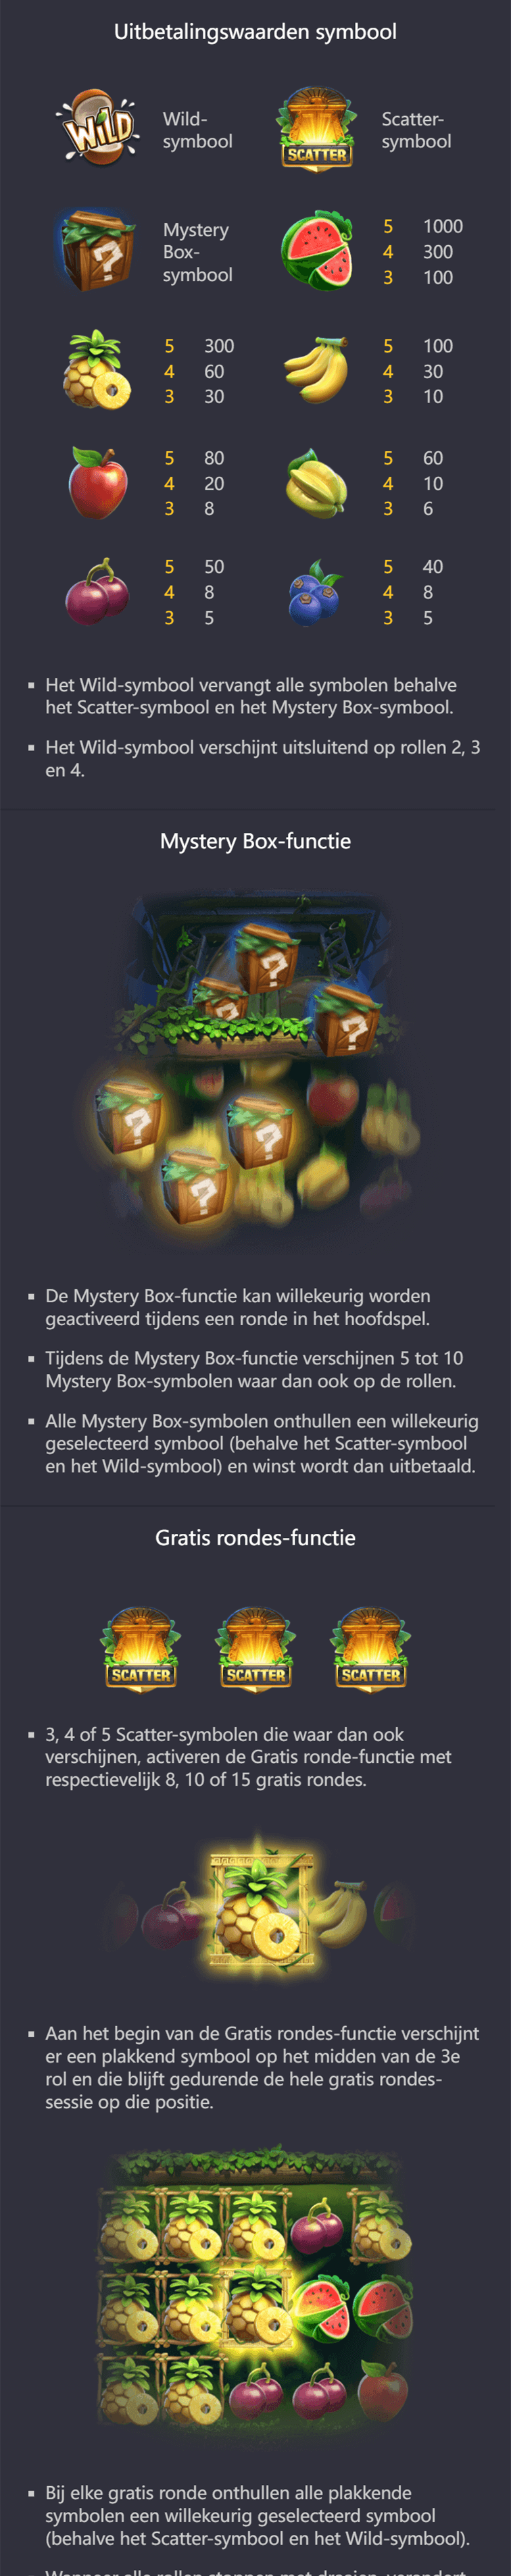 Uitbetalingswaarden symbool
WILD
Wild-
symbool
SCATTER
Scatter-
symbool
?
Mystery
Box-
symbool
5 1000
4 300
3 100
5 300
4 60
3 30
5 100
4 30
3 10
5 80
4 20
3 8
5 60
4 10
3 6
5 50
4 8
3 5
5 40
4 8
3 5
▪ Het Wild-symbool vervangt alle symbolen behalve
het Scatter-symbool en het Mystery Box-symbool.
▪ Het Wild-symbool verschijnt uitsluitend op rollen 2, 3
en 4.
Mystery Box-functie
?
?
?
?
?
?
▪ De Mystery Box-functie kan willekeurig worden
geactiveerd tijdens een ronde in het hoofdspel.
▪ Tijdens de Mystery Box-functie verschijnen 5 tot 10
Mystery Box-symbolen waar dan ook op de rollen.
▪ Alle Mystery Box-symbolen onthullen een willekeurig
geselecteerd symbool (behalve het Scatter-symbool
en het Wild-symbool) en winst wordt dan uitbetaald.
Gratis rondes-functie
SCATTER SCATTER SCATTER
▪ 3, 4 of 5 Scatter-symbolen die waar dan ook
verschijnen, activeren de Gratis ronde-functie met
respectievelijk 8, 10 of 15 gratis rondes.
▪ Aan het begin van de Gratis rondes-functie verschijnt
er een plakkend symbool op het midden van de 3e
rol en die blijft gedurende de hele gratis rondes-
sessie op die positie.
▪ Bij elke gratis ronde onthullen alle plakkende
symbolen een willekeurig geselecteerd symbool
(behalve het Scatter-symbool en het Wild-symbool).